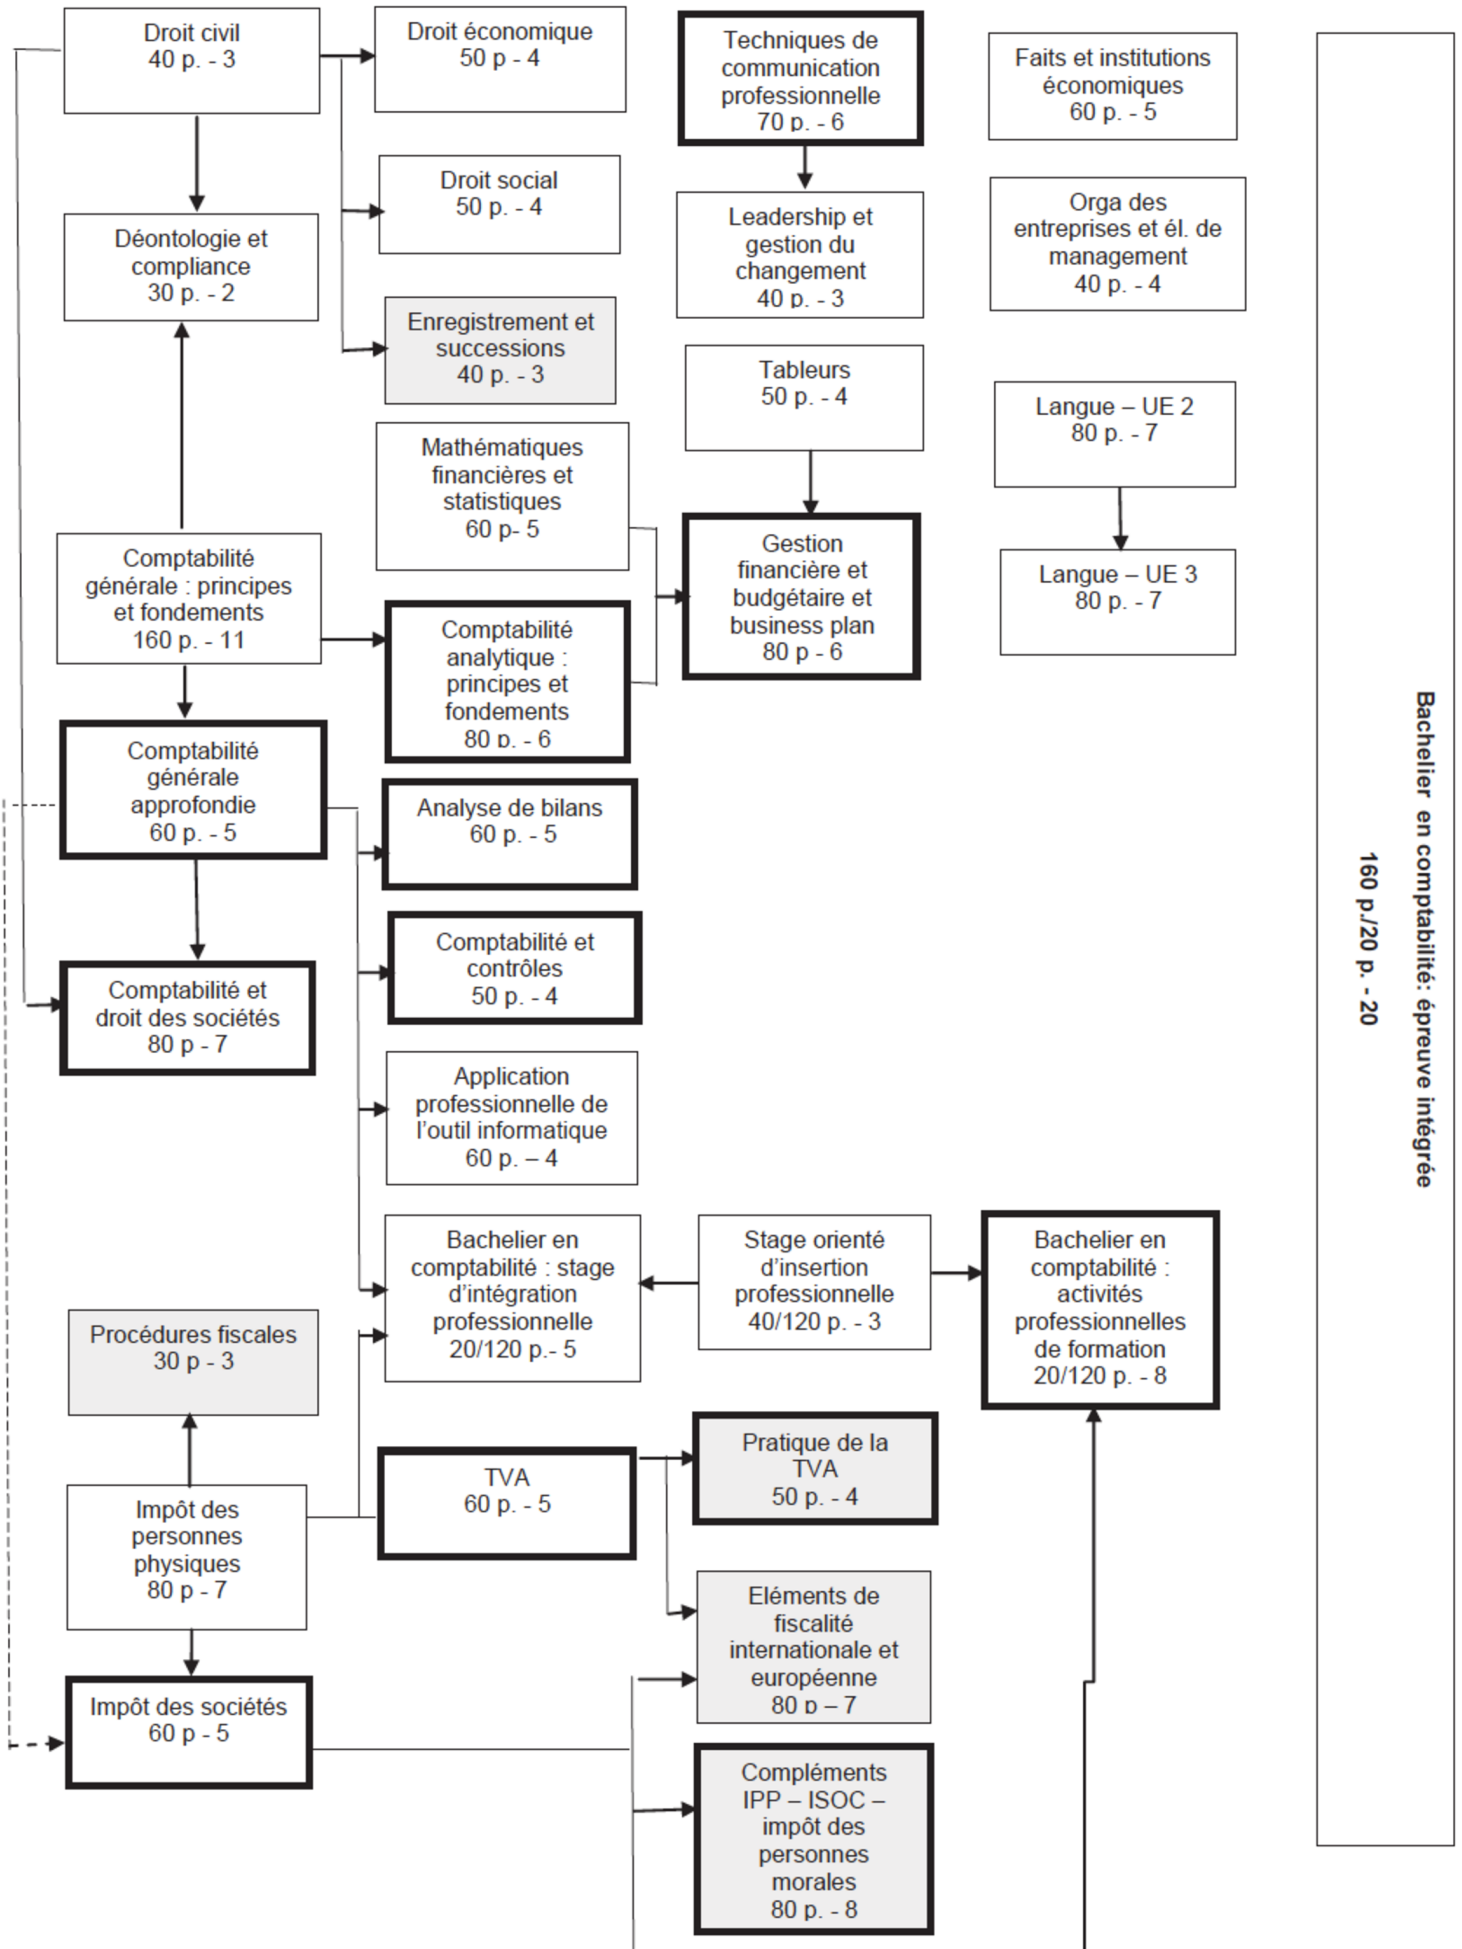 Droit civil
40 p. - 3
Droit économique
50 p - 4
Techniques de
communication
professionnelle
70 p. - 6
Faits et institutions
économiques
60 p. - 5
Droit social
50 p. - 4
Orga des
entreprises et él. de
management
40 p. - 4
Déontologie et
compliance
30 p. - 2
Leadership et
gestion du
changement
40 p. - 3
Enregistrement et
successions
40 p. - 3
Tableurs
50 p. - 4
Langue – UE 2
80 p. - 7
Mathématiques
financières et
statistiques
60 p- 5
Comptabilité
générale : principes
et fondements
160 p. - 11
Gestion
financière et
budgétaire et
business plan
80 p - 6
Langue – UE 3
80 p. - 7
Comptabilité
analytique :
principes et
fondements
80 p. - 6
Comptabilité
générale
approfondie
60 p. - 5
Analyse de bilans
60 p. - 5
Comptabilité et
contrôles
50 p. - 4
Comptabilité et
droit des sociétés
80 p - 7
Application
professionnelle de
l'outil informatique
60 p. – 4
Bachelier en
comptabilité : stage
d'intégration
professionnelle
20/120 p.- 5
Stage orienté
d'insertion
professionnelle
40/120 p. - 3
Bachelier en
comptabilité :
activités
professionnelles
de formation
20/120 p. - 8
Procédures fiscales
30 p - 3
TVA
60 p. - 5
Pratique de la
TVA
50 p. - 4
Impôt des
personnes
physiques
80 p - 7
Eléments de
fiscalité
internationale et
européenne
80 p – 7
Impôt des sociétés
60 p - 5
Compléments
IPP – ISOC –
impôt des
personnes
morales
80 p. - 8
Bachelier en comptabilité: épreuve intégrée
160 p./20 p. - 20